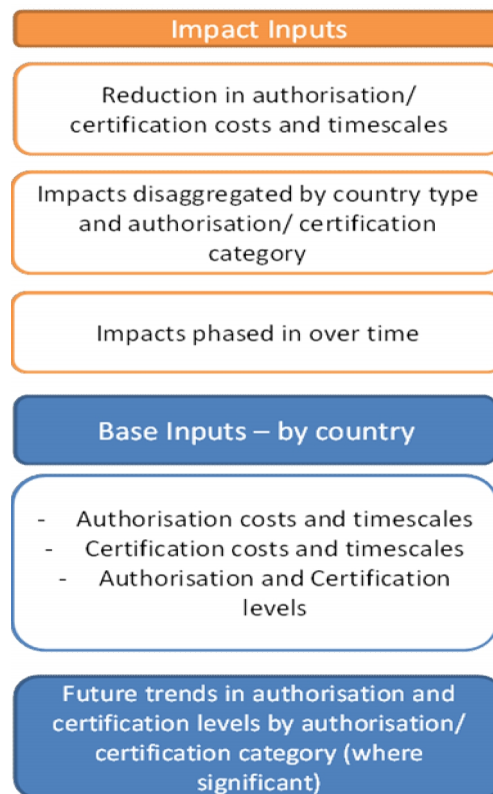 Impact Inputs
Reduction in authorisation/
certification costs and timescales
Impacts disaggregated by country type
and authorisation/ certification
category
Impacts phased in over time
Base Inputs – by country
- Authorisation costs and timescales
- Certification costs and timescales
- Authorisation and Certification
levels
Future trends in authorisation and
certification levels by authorisation/
certification category (where
significant)